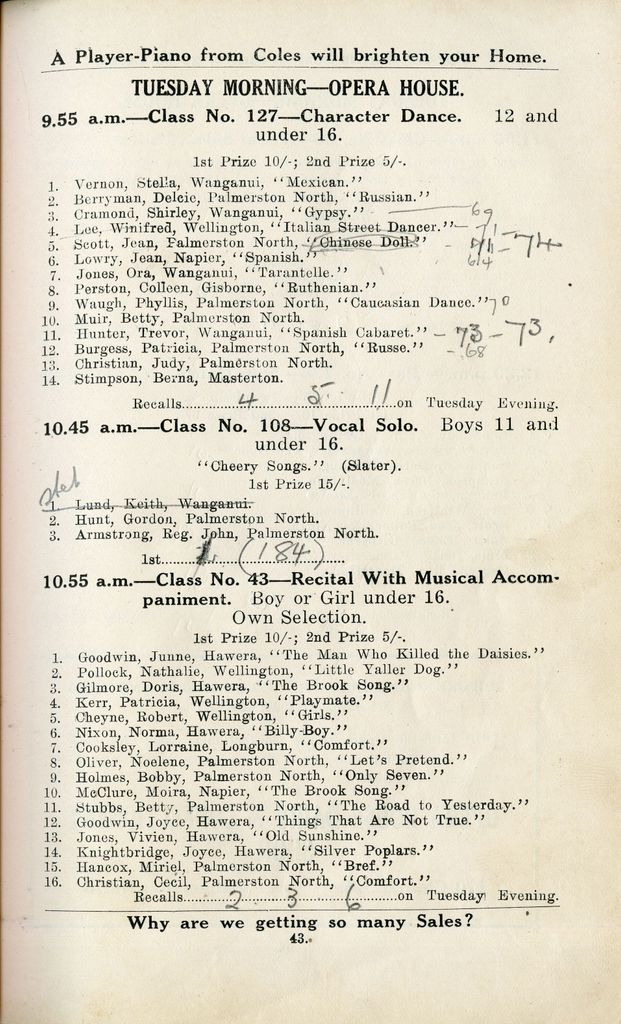 A Player-Piano from Coles will brighten your Home.
TUESDAY MORNING—OPERA HOUSE.
9.55 a.m.—Class No. 127—Character Dance. 12 and
under 16.
1st Prize 10/-; 2nd Prize 5/-.
1. Vernon, Stella, Wanganui, "Mexican."
2. Berryman, Delcie, Palmerston North, "Russian."
3. Cramond, Shirley, Wanganui, "Gypsy." 69
4. Lee, Winifred, Wellington, "Italian Street Dancer." 71
5. Scott, Jean, Palmerston North, "Chinese Doll." - 71 - 74
6. Lowry, Jean, Napier, "Spanish." 64
7. Jones, Ora, Wanganui, "Tarantelle."
8. Perston, Colleen, Gisborne, "Ruthenian."
9. Waugh, Phyllis, Palmerston North, "Caucasian Dance." 70
10. Muir, Betty, Palmerston North.
11. Hunter, Trevor, Wanganui, "Spanish Cabaret." - 73 - 73.
12. Burgess, Patricia, Palmerston North, "Russe." - 68
13. Christian, Judy, Palmerston North.
14. Stimpson, Berna, Masterton.
Recalls.......... 4 .......... 5 .......... 11 ..on Tuesday Evening.
10.45 a.m.—Class No. 108—Vocal Solo. Boys 11 and
under 16.
"Cheery Songs." (Slater).
1st Prize 15/-.
stet
1. Lund, Keith, Wanganui.
2. Hunt, Gordon, Palmerston North.
3. Armstrong, Reg. John, Palmerston North.
1st.......... 1. (184) ....
10.55 a.m.—Class No. 43—Recital With Musical Accom-
paniment. Boy or Girl under 16.
Own Selection.
1st Prize 10/-; 2nd Prize 5/-.
1. Goodwin, Junne, Hawera, "The Man Who Killed the Daisies."
2. Pollock, Nathalie, Wellington, "Little Yaller Dog."
3. Gilmore, Doris, Hawera, "The Brook Song."
4. Kerr, Patricia, Wellington, "Playmate."
5. Cheyne, Robert, Wellington, "Girls."
6. Nixon, Norma, Hawera, "Billy-Boy."
7. Cooksley, Lorraine, Longburn, "Comfort."
8. Oliver, Noelene, Palmerston North, "Let's Pretend."
9. Holmes, Bobby, Palmerston North, "Only Seven."
10. McClure, Moira, Napier, "The Brook Song."
11. Stubbs, Betty, Palmerston North, "The Road to Yesterday."
12. Goodwin, Joyce, Hawera, "Things That Are Not True."
13. Jones, Vivien, Hawera, "Old Sunshine."
14. Knightbridge, Joyce, Hawera, "Silver Poplars."
15. Hancox, Miriel, Palmerston North, "Bref."
16. Christian, Cecil, Palmerston North, "Comfort."
Recalls.......... 2 .......... 3 .......... 6 ..........on Tuesday Evening.
Why are we getting so many Sales?
43.